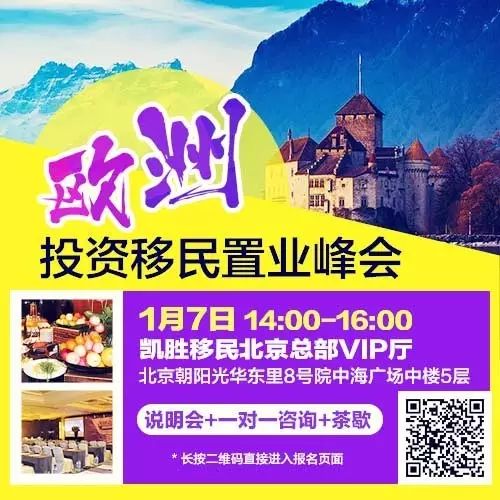 欧洲
投资移民置业峰会
1月7日 14:00-16:00
凯胜移民北京总部VIP厅
北京朝阳光华东里8号院中海广场中楼5层
说明会+一对一咨询+茶歇
*长按二维码直接进入报名页面